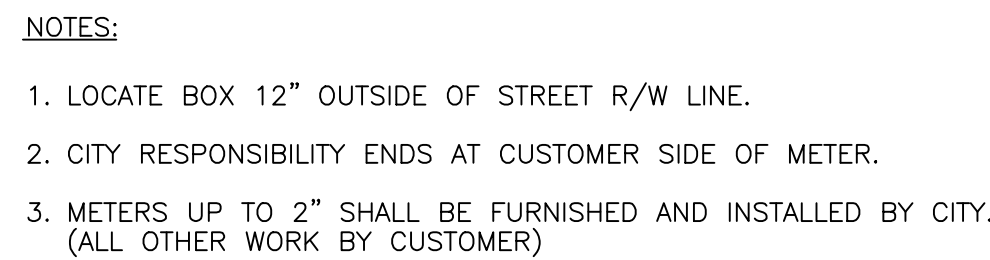 NOTES:
1. LOCATE BOX 12” OUTSIDE OF STREET R/W LINE.
2. CITY RESPONSIBILITY ENDS AT CUSTOMER SIDE OF METER.
3. METERS UP TO 2” SHALL BE FURNISHED AND INSTALLED BY CITY.
(ALL OTHER WORK BY CUSTOMER)